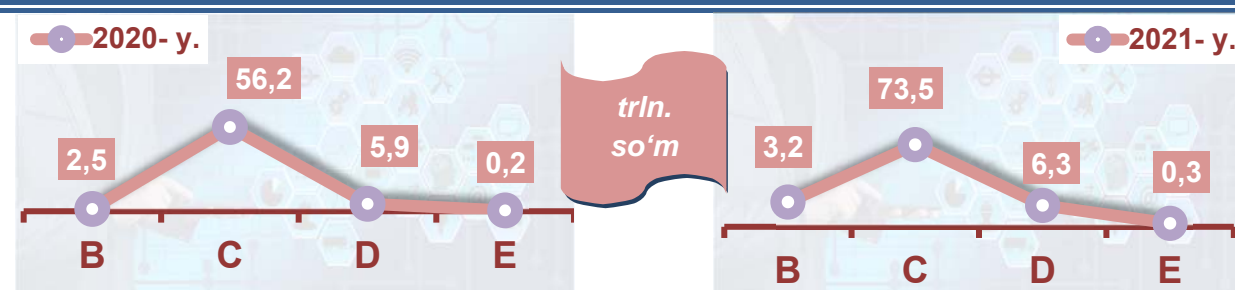 2020- y.
56,2
2,5
5,9
0,2
B C D E
trln.
so‘m
2021- y.
73,5
3,2
6,3
0,3
B C D E